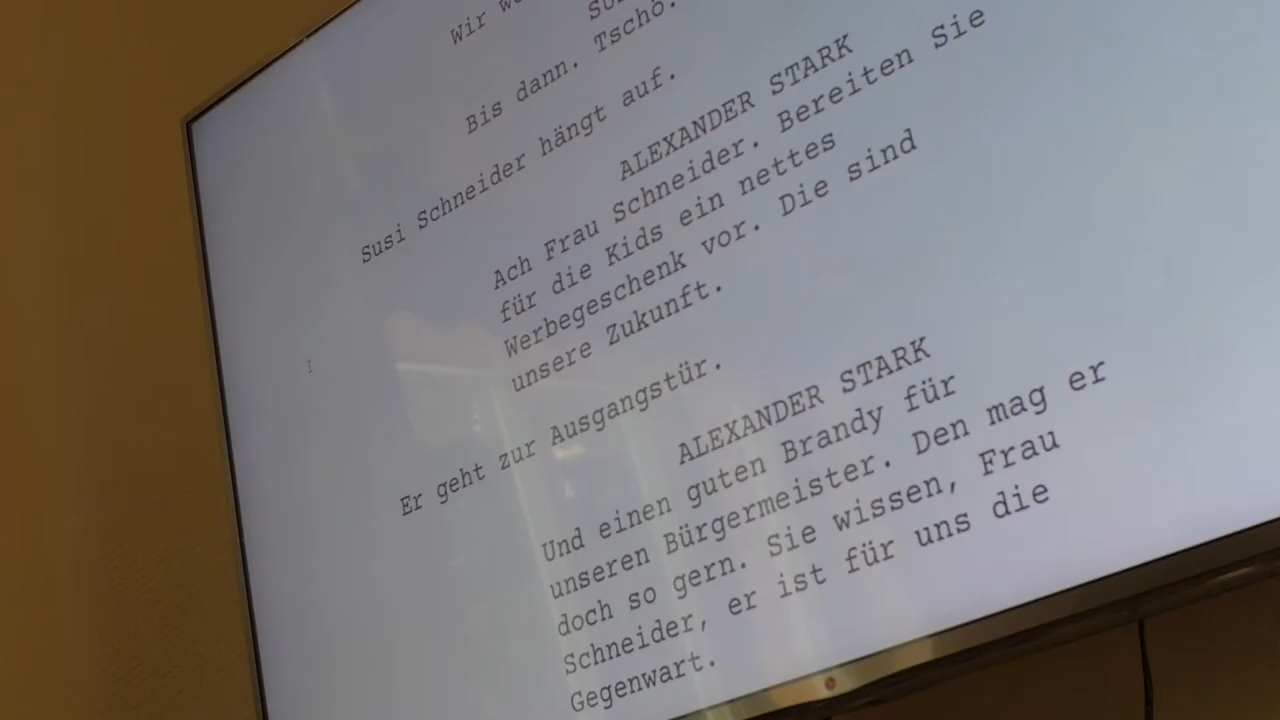 Wir
Bis dann. Tschö.
Susi Schneider hängt auf.
ALEXANDER STARK
Ach Frau Schneider. Bereiten Sie
für die Kids ein nettes
Werbegeschenk vor. Die sind
unsere Zukunft.
Er geht zur Ausgangstür.
ALEXANDER STARK
Und einen guten Brandy für
unseren Bürgermeister. Den mag er
doch so gern. Sie wissen, Frau
Schneider, er ist für uns die
Gegenwart.